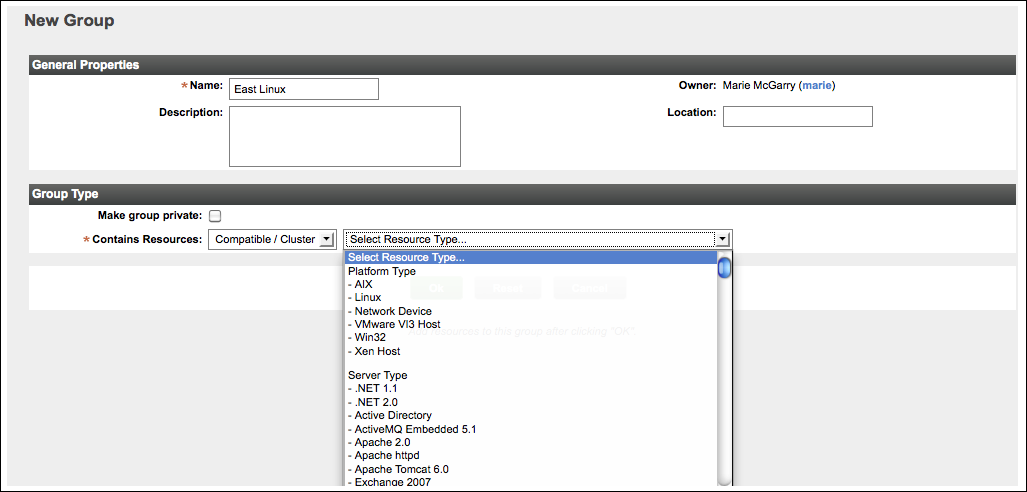 New Group
General Properties
*Name: East Linux Owner: Marie McGarry (marie)
Description: Location:
Group Type
Make group private:
*Contains Resources: Compatible / Cluster Select Resource Type...
Select Resource Type...
Platform Type
- AIX
- Linux
- Network Device
- VMware VI3 Host
- Win32
- Xen Host
Server Type
- .NET 1.1
- .NET 2.0
- Active Directory
- ActiveMQ Embedded 5.1
- Apache 2.0
- Apache httpd
- Apache Tomcat 6.0
- Exchange 2007
resources to this group after clicking "OK".